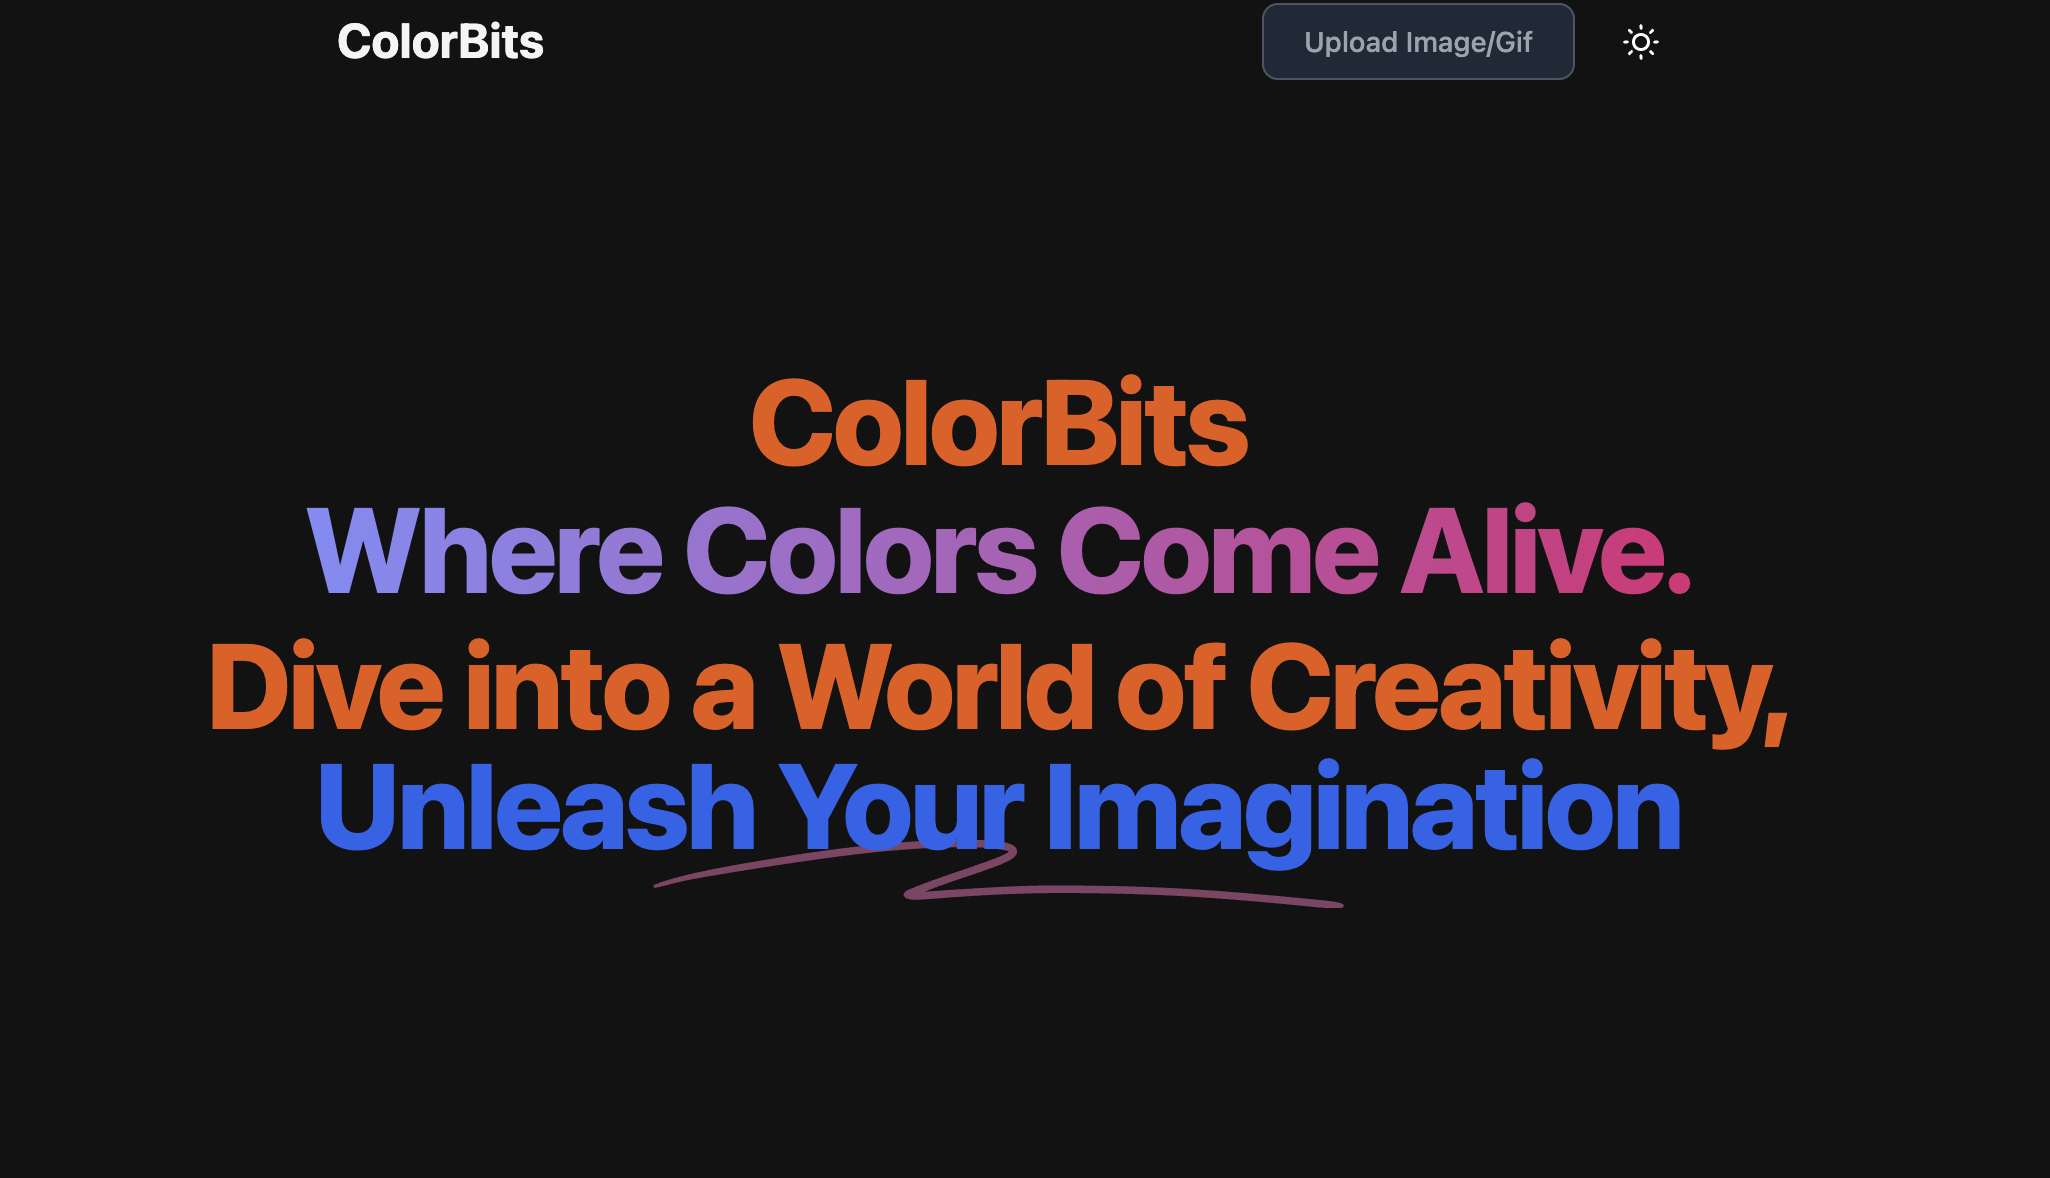 ColorBits
Upload Image/Gif
ColorBits
Where Colors Come Alive.
Dive into a World of Creativity,
Unleash Your Imagination